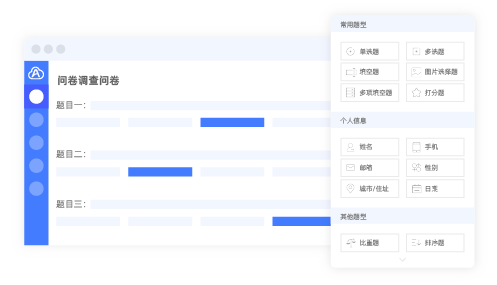 常用题型
单选题 多选题
填空题 图片选择题
多项填空题 打分题
个人信息
姓名 手机
邮箱 性别
城市/住址 日期
其他题型
比重题 排序题
问卷调查问卷
题目一：
题目二：
题目三：